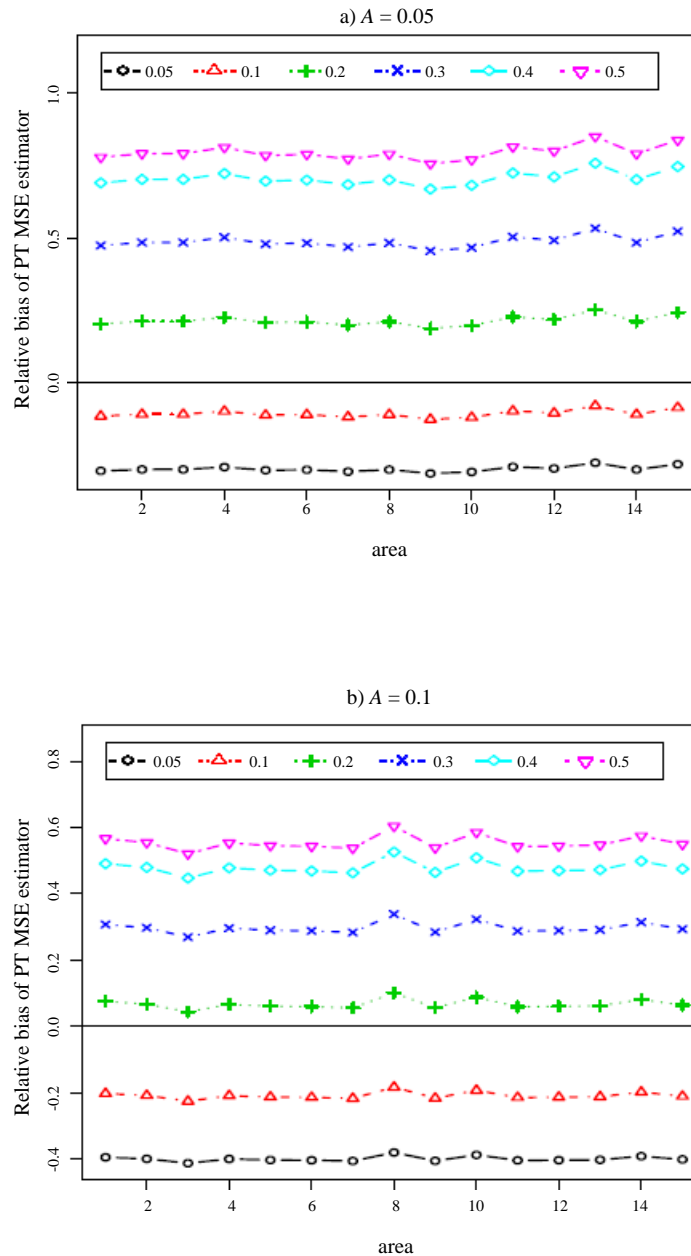 a) A = 0.05
0.05 0.1 0.2 0.3 0.4 0.5
Relative bias of PT MSE estimator
1.0
0.5
0.0
2 4 6 8 10 12 14
area
b) A = 0.1
0.05 0.1 0.2 0.3 0.4 0.5
Relative bias of PT MSE estimator
0.8
0.6
0.4
0.2
0.0
-0.2
-0.4
2 4 6 8 10 12 14
area